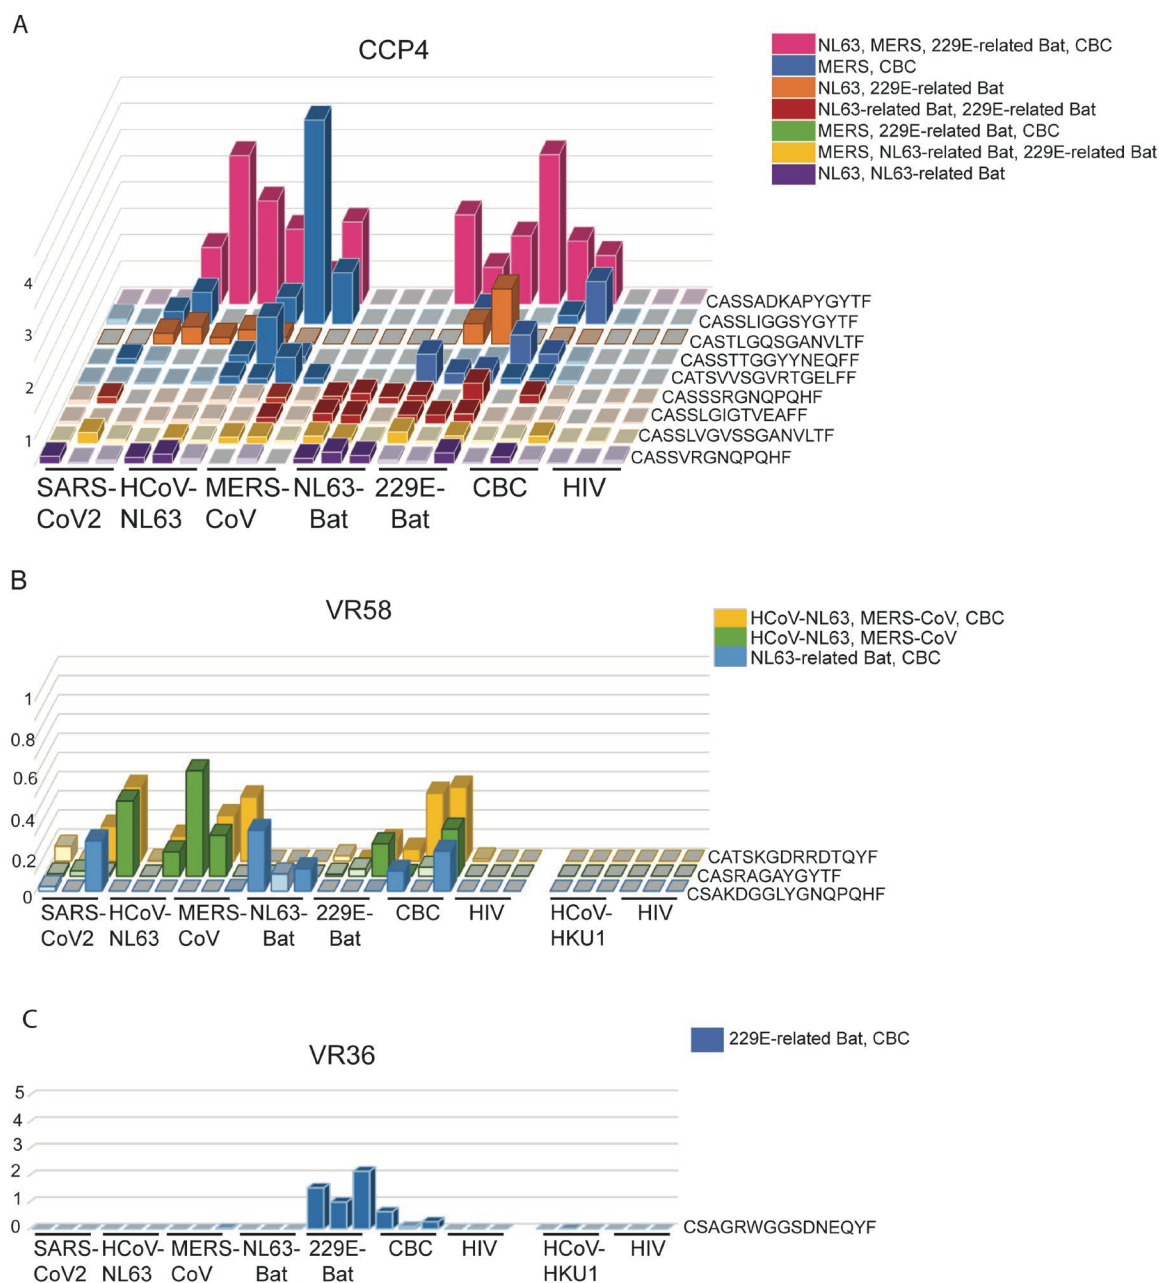 A
CCP4
NL63, MERS, 229E-related Bat, CBC
MERS, CBC
NL63, 229E-related Bat
NL63-related Bat, 229E-related Bat
MERS, 229E-related Bat, CBC
MERS, NL63-related Bat, 229E-related Bat
NL63, NL63-related Bat
4
3
2
1
CASSADKAPYGYTF
CASSLIGGSYGYTF
CASTLGQSGANVLTF
CASSTTGGYYNEQFF
CATSVVSGVRTGELFF
CASSSRGNQPQHF
CASSLGIGTVEAFF
CASSLVGVSSGANVLTF
CASSVRGNQPQHF
SARS- HCoV- MERS- NL63- 229E- CBC HIV
CoV2 NL63 CoV Bat Bat
B
VR58
HCoV-NL63, MERS-CoV, CBC
HCoV-NL63, MERS-CoV
NL63-related Bat, CBC
1
0.8
0.6
0.4
0.2
0
CATSKGDRRDTQYF
CASRAGAYGYTF
CSAKDGGLYGNQPQHF
SARS- HCoV- MERS- NL63- 229E- CBC HIV HCoV- HIV
CoV2 NL63 CoV Bat Bat HKU1
C
VR36
229E-related Bat, CBC
5
4
3
2
1
0
CSAGRWGGSDNEQYF
SARS- HCoV- MERS- NL63- 229E- CBC HIV HCoV- HIV
CoV2 NL63 CoV Bat Bat HKU1